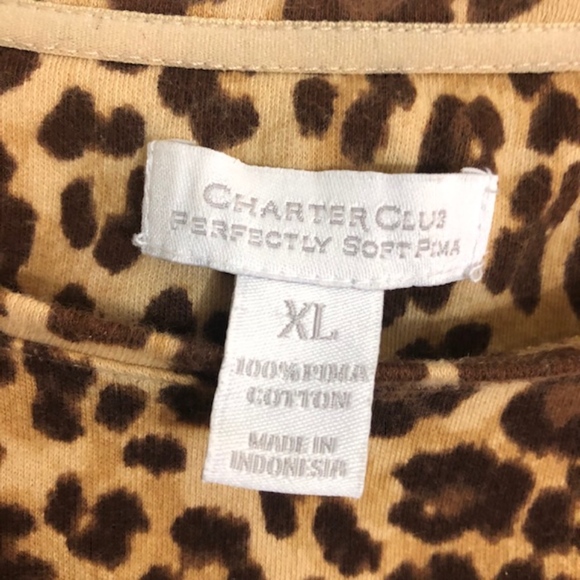 CHARTER CLUB
PERFECTLY SOFT PIMA
XL
100% PIMA
COTTON
MADE IN
INDONESIA